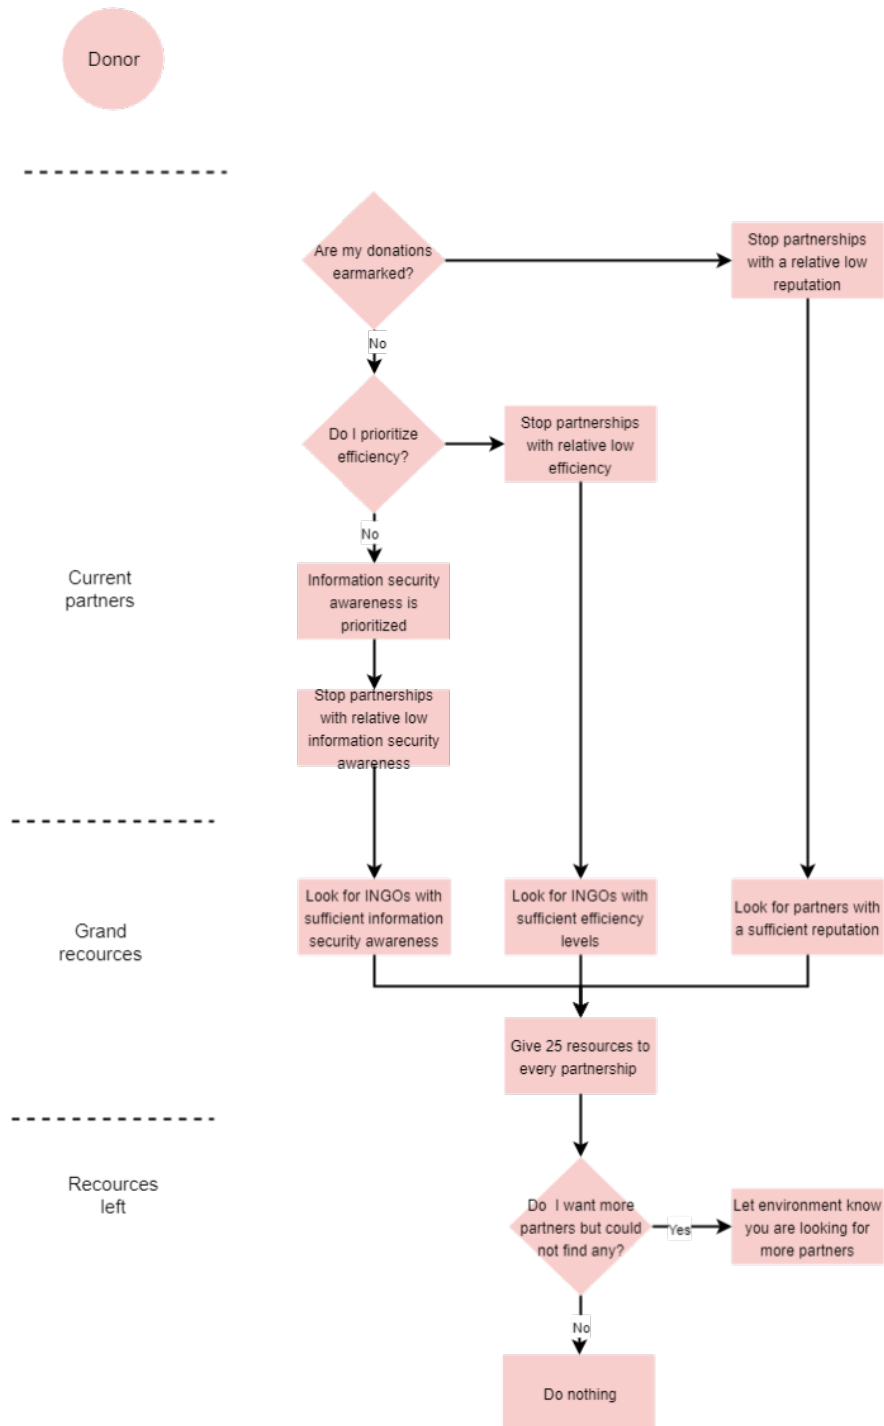 Donor
Are my donations
earmarked?
Stop partnerships
with a relative low
reputation
No
Do I prioritize
efficiency?
Stop partnerships
with relative low
efficiency
No
Current
partners
Information security
awareness is
prioritized
Stop partnerships
with relative low
information security
awareness
Grand
recources
Look for INGOs with
sufficient information
security awareness
Look for INGOs with
sufficient efficiency
levels
Look for partners with
a sufficient reputation
Give 25 resources to
every partnership
Recources
left
Do I want more
partners but could
not find any?
Yes
Let environment know
you are looking for
more partners
No
Do nothing